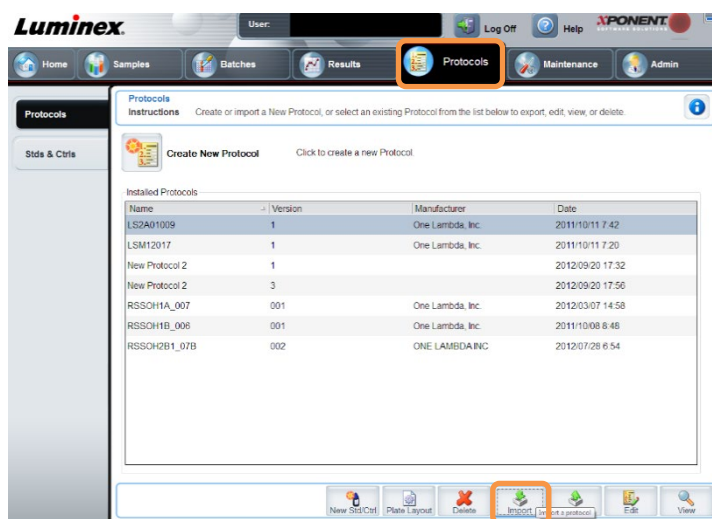 Luminex. User: Log Off Help XPONENT
Home Samples Batches Results Protocols Maintenance Admin
Protocols
Stds & Ctrls
Protocols
Instructions Create or import a New Protocol, or select an existing Protocol from the list below to export, edit, view, or delete.
Create New Protocol Click to create a new Protocol
Installed Protocols
Name Version Manufacturer Date
LS2A01009 1 One Lambda, Inc. 2011/10/11 7:42
LSM12017 1 One Lambda, Inc. 2011/10/11 7:20
New Protocol 2 1 2012/09/20 17:32
New Protocol 2 3 2012/09/20 17:56
RSSOH1A_007 001 One Lambda, Inc. 2012/03/07 14:58
RSSOH1B_006 001 One Lambda, Inc. 2011/10/08 8:48
RSSOH2B1_07B 002 ONE LAMBDA INC 2012/07/28 6:54
New Std/Ctrl Plate Layout Delete Import Edit View
Import a protocol